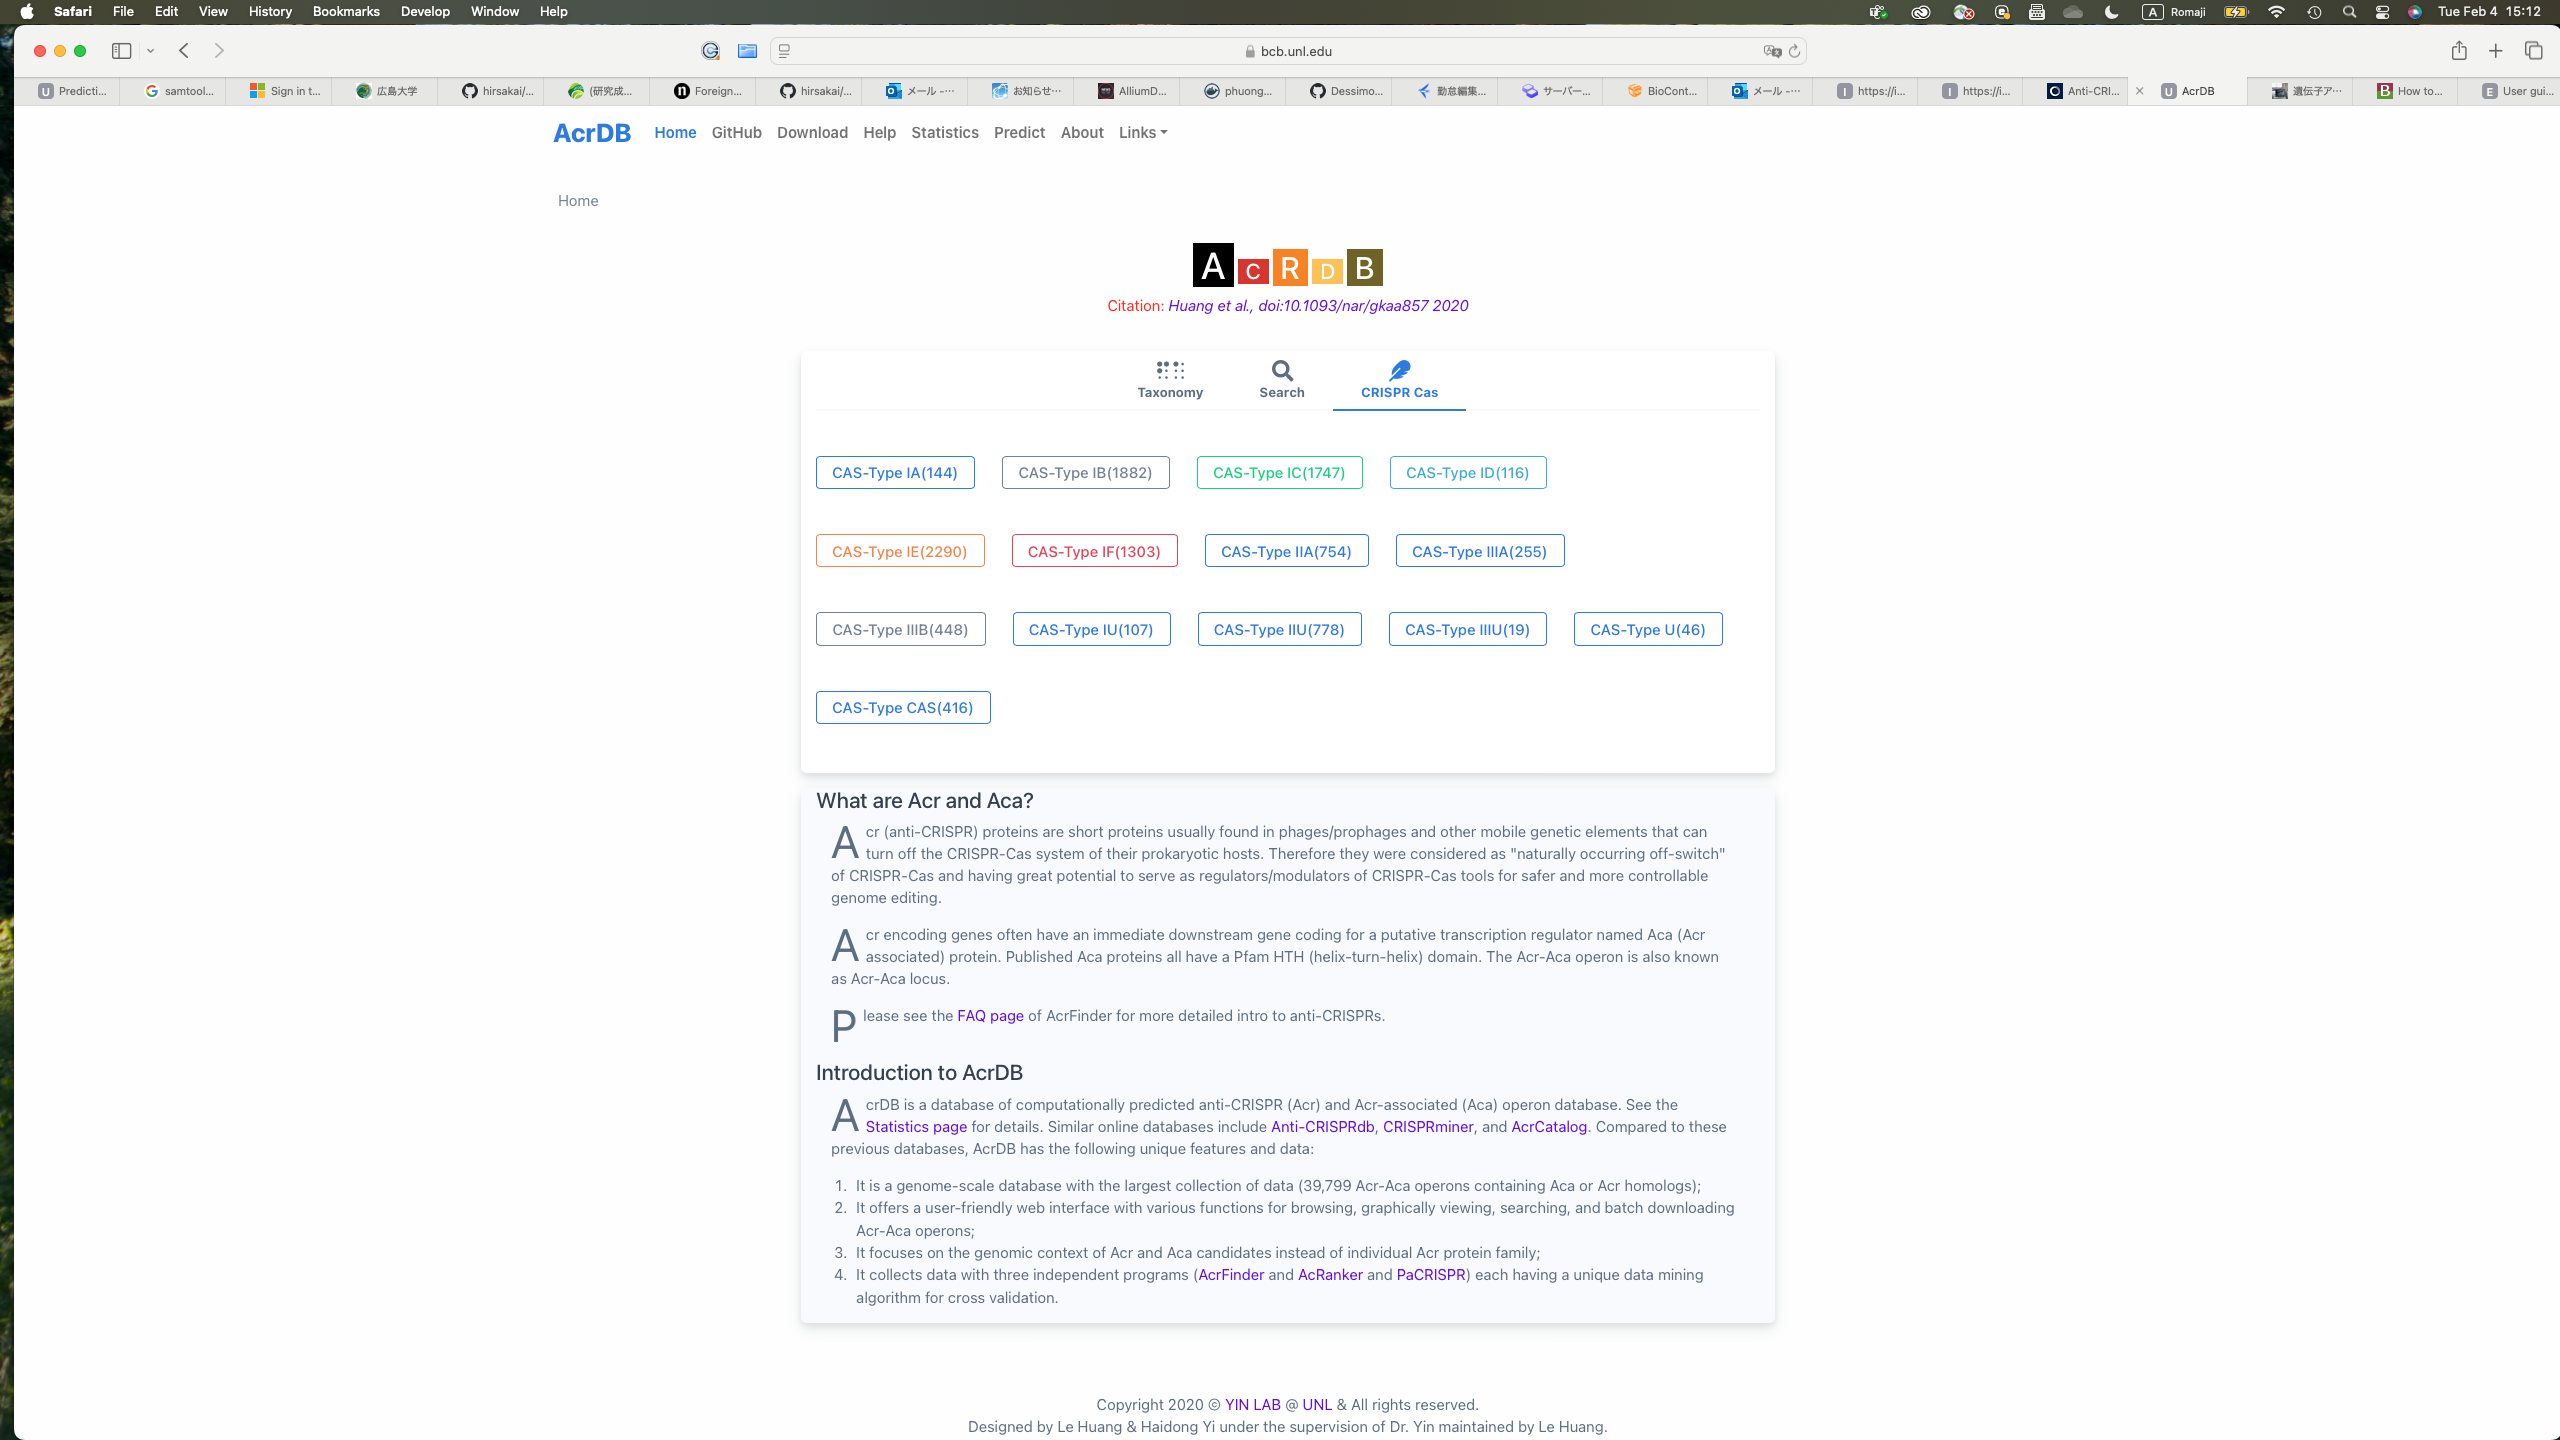 Safari File Edit View History Bookmarks Develop Window Help A Romaji Tue Feb 4 15:12
bcb.unl.edu
U Predicti... samtool... Sign in t... 広島大学 hirsakai/... (研究成... Foreign... hirsakai/... メール -... お知らせ... AlliumD... phuong... Dessimo... 勤怠編集... サーバー... BioCont... メール -... I https://i... I https://i... Anti-CRI... U AcrDB 遺伝子ア... B How to... E User gui...
AcrDB Home GitHub Download Help Statistics Predict About Links
Home
AcRDB
Citation: Huang et al., doi:10.1093/nar/gkaa857 2020
Taxonomy Search CRISPR Cas
CAS-Type IA(144) CAS-Type IB(1882) CAS-Type IC(1747) CAS-Type ID(116)
CAS-Type IE(2290) CAS-Type IF(1303) CAS-Type IIA(754) CAS-Type IIIA(255)
CAS-Type IIIB(448) CAS-Type IU(107) CAS-Type IIU(778) CAS-Type IIIU(19) CAS-Type U(46)
CAS-Type CAS(416)
What are Acr and Aca?
Acr (anti-CRISPR) proteins are short proteins usually found in phages/prophages and other mobile genetic elements that can
turn off the CRISPR-Cas system of their prokaryotic hosts. Therefore they were considered as "naturally occurring off-switch"
of CRISPR-Cas and having great potential to serve as regulators/modulators of CRISPR-Cas tools for safer and more controllable
genome editing.
Acr encoding genes often have an immediate downstream gene coding for a putative transcription regulator named Aca (Acr
associated) protein. Published Aca proteins all have a Pfam HTH (helix-turn-helix) domain. The Acr-Aca operon is also known
as Acr-Aca locus.
Please see the FAQ page of AcrFinder for more detailed intro to anti-CRISPRs.
Introduction to AcrDB
AcrDB is a database of computationally predicted anti-CRISPR (Acr) and Acr-associated (Aca) operon database. See the
Statistics page for details. Similar online databases include Anti-CRISPRdb, CRISPRminer, and AcrCatalog. Compared to these
previous databases, AcrDB has the following unique features and data:
1. It is a genome-scale database with the largest collection of data (39,799 Acr-Aca operons containing Aca or Acr homologs);
2. It offers a user-friendly web interface with various functions for browsing, graphically viewing, searching, and batch downloading
Acr-Aca operons;
3. It focuses on the genomic context of Acr and Aca candidates instead of individual Acr protein family;
4. It collects data with three independent programs (AcrFinder and AcRanker and PaCRISPR) each having a unique data mining
algorithm for cross validation.
Copyright 2020 © YIN LAB @ UNL & All rights reserved.
Designed by Le Huang & Haidong Yi under the supervision of Dr. Yin maintained by Le Huang.